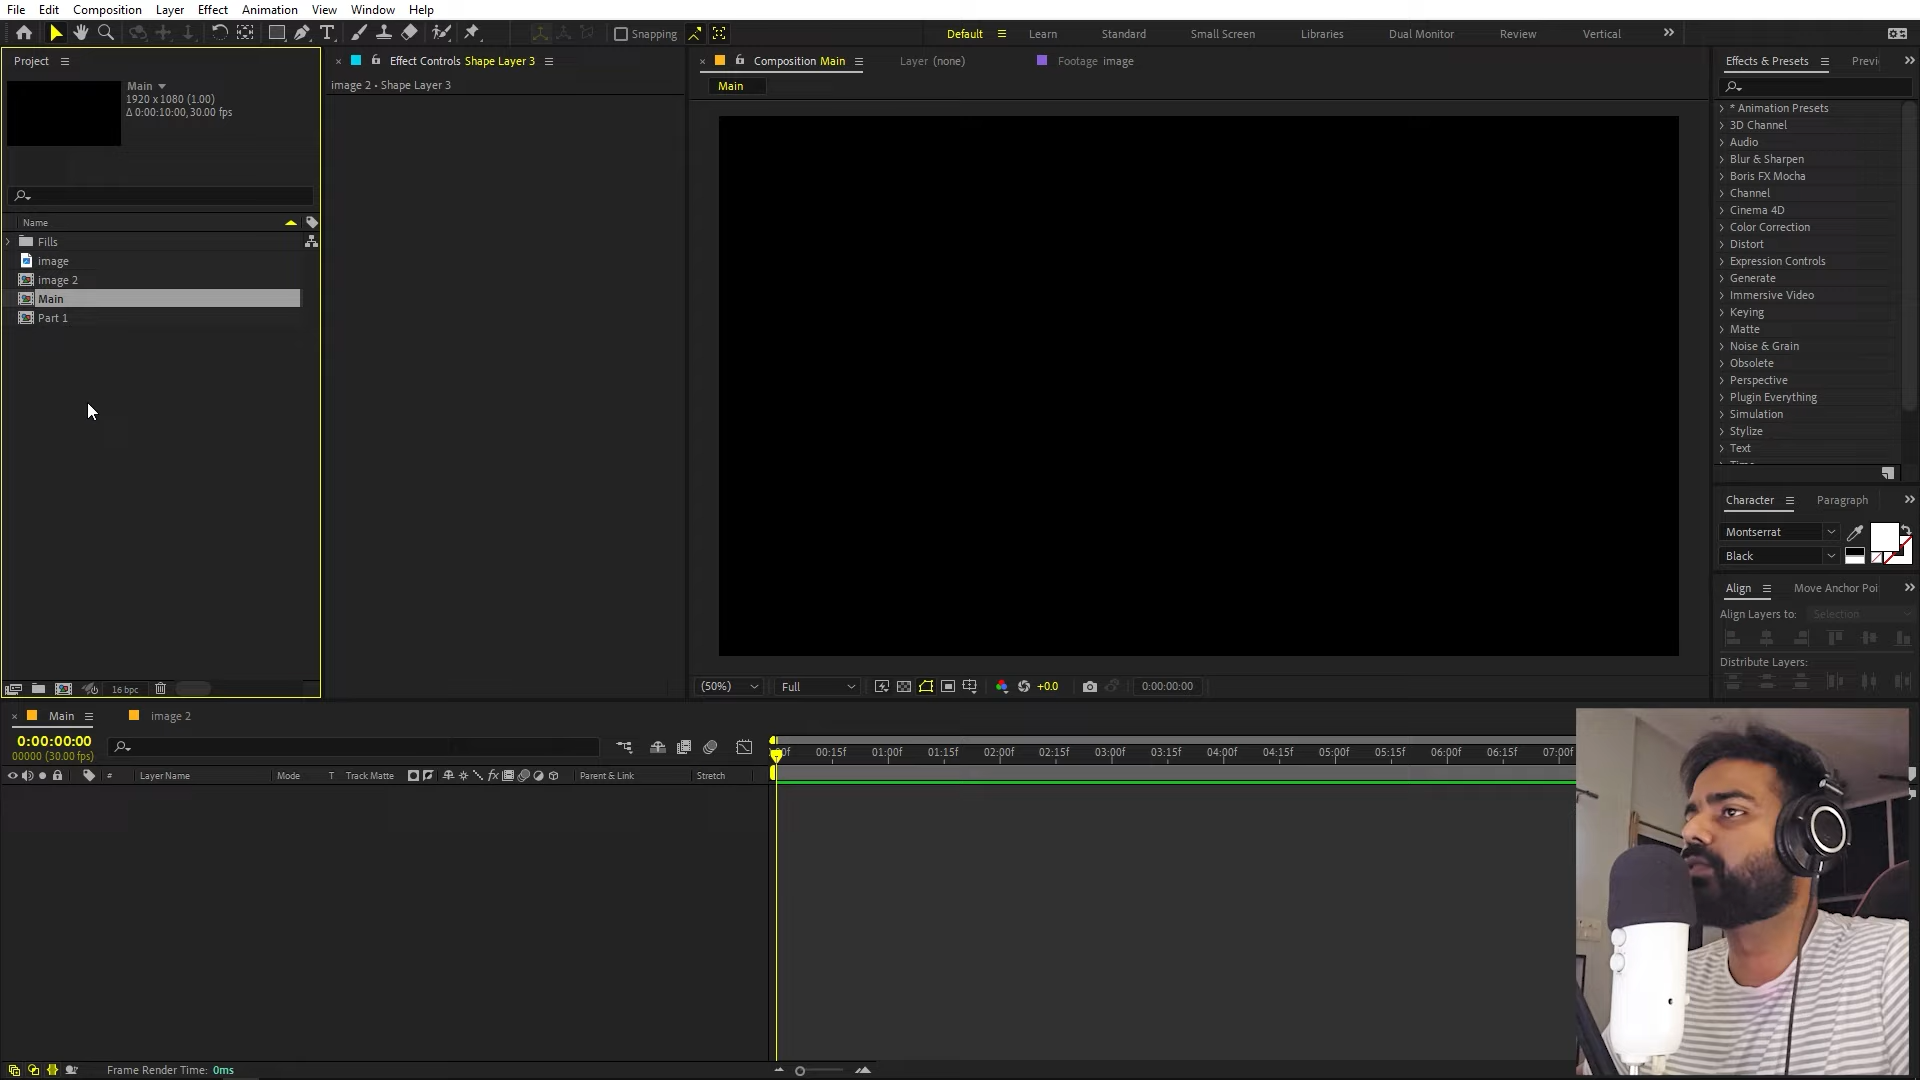 File Edit Composition Layer Effect Animation View Window Help
Snapping Default Learn Standard Small Screen Libraries Dual Monitor Review Vertical
Project
Main
1920 x 1080 (1.00)
Δ 0:00:10:00, 30.00 fps
Name
Fills
image
image 2
Main
Part 1
16 bpc
Effect Controls Shape Layer 3
image 2 • Shape Layer 3
Composition Main Layer (none) Footage image
Main
(50%) Full +0.0 0:00:00:00
Effects & Presets
* Animation Presets
3D Channel
Audio
Blur & Sharpen
Boris FX Mocha
Channel
Cinema 4D
Color Correction
Distort
Expression Controls
Generate
Immersive Video
Keying
Matte
Noise & Grain
Obsolete
Perspective
Plugin Everything
Simulation
Stylize
Text
Character Paragraph
Montserrat
Black
Align Move Anchor Poi
Align Layers to: Selection
Distribute Layers:
Main image 2
0:00:00:00
00000 (30.00 fps)
# Layer Name Mode T Track Matte Parent & Link Stretch
00:15f 01:00f 01:15f 02:00f 02:15f 03:00f 03:15f 04:00f 04:15f 05:00f 05:15f 06:00f 06:15f 07:00f
Frame Render Time: 0ms